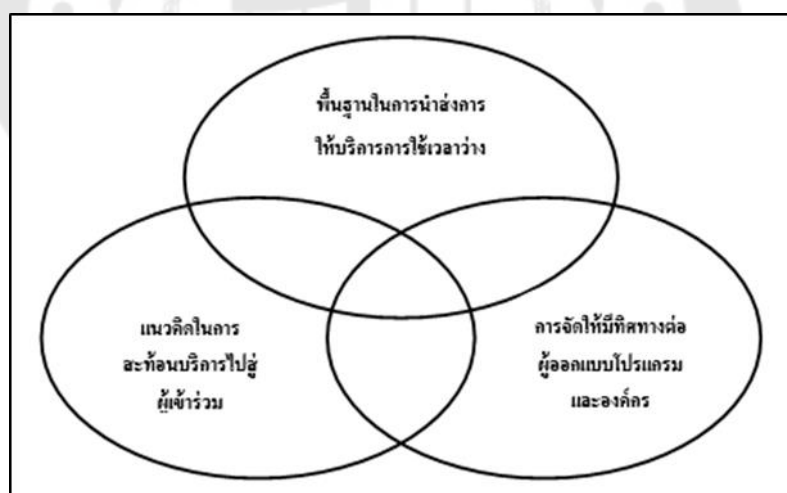 พื้นฐานในการนำส่งการ
ให้บริการการใช้เวลาว่าง
แนวคิดในการ
สะท้อนบริการไปสู่
ผู้เข้าร่วม
การจัดให้มีทิศทางต่อ
ผู้ออกแบบโปรแกรม
และองค์กร